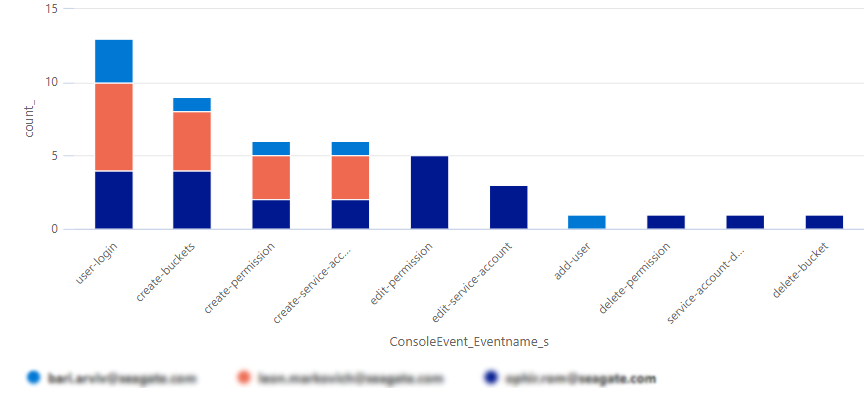 15
10
5
0
count_
user-login
create-buckets
create-permission
create-service-acc...
edit-permission
edit-service-account
add-user
delete-permission
service-account-d...
delete-bucket
ConsoleEvent_Eventname_s